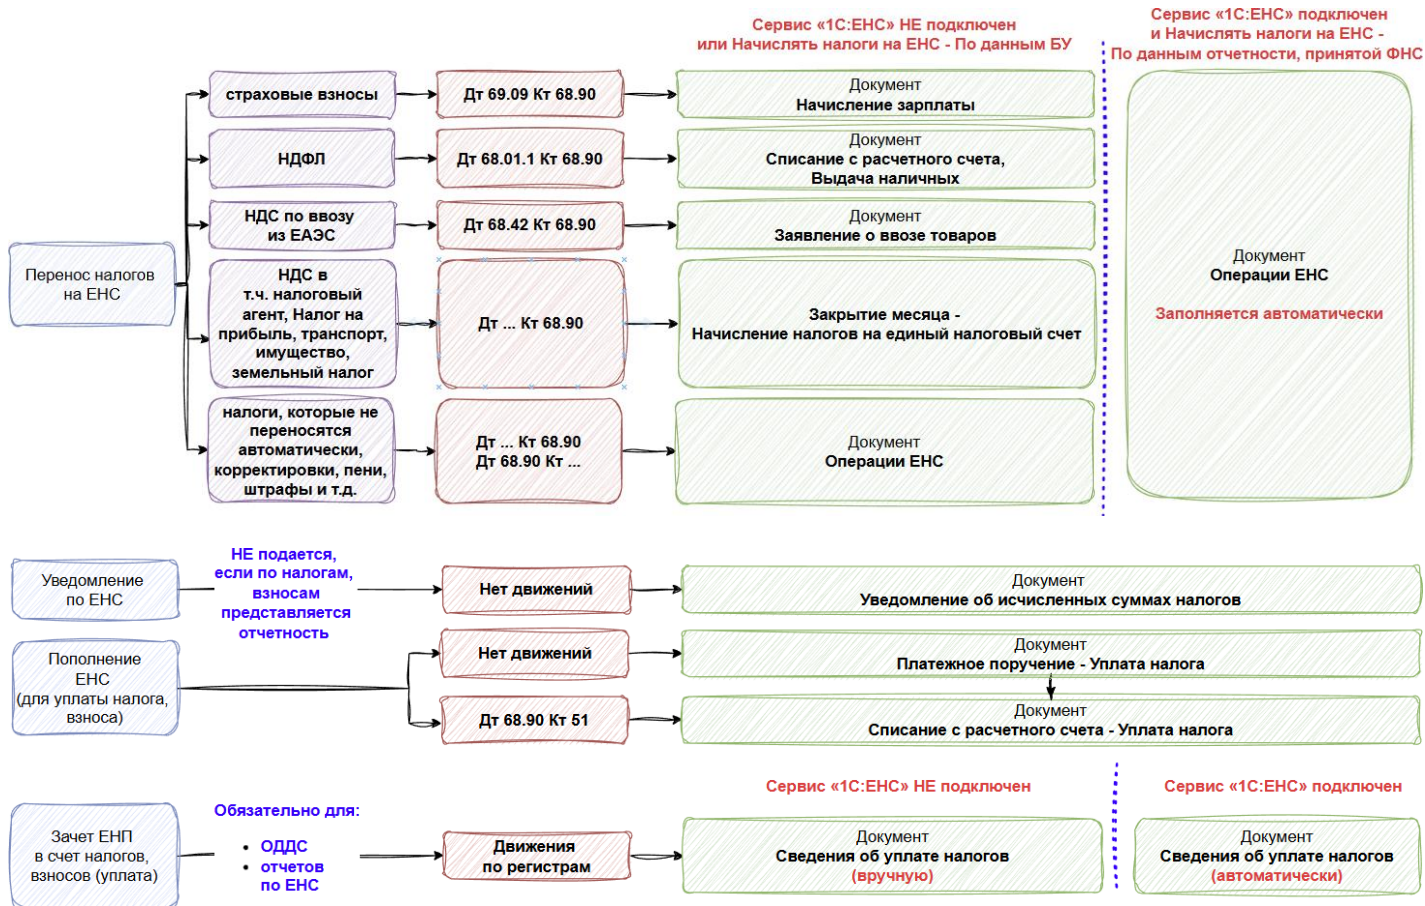 Сервис «1С:ЕНС» НЕ подключен
или Начислять налоги на ЕНС - По данным БУ
Сервис «1С:ЕНС» подключен
и Начислять налоги на ЕНС -
По данным отчетности, принятой ФНС
Перенос налогов
на ЕНС
страховые взносы
Дт 69.09 Кт 68.90
Документ
Начисление зарплаты
НДФЛ
Дт 68.01.1 Кт 68.90
Документ
Списание с расчетного счета,
Выдача наличных
НДС по ввозу
из ЕАЭС
Дт 68.42 Кт 68.90
Документ
Заявление о ввозе товаров
НДС в
т.ч. налоговый
агент, Налог на
прибыль, транспорт,
имущество,
земельный налог
Дт ... Кт 68.90
Закрытие месяца -
Начисление налогов на единый налоговый счет
налоги, которые не
переносятся
автоматически,
корректировки, пени,
штрафы и т.д.
Дт ... Кт 68.90
Дт 68.90 Кт ...
Документ
Операции ЕНС
Документ
Операции ЕНС
Заполняется автоматически
Уведомление
по ЕНС
НЕ подается,
если по налогам,
взносам
представляется
отчетность
Нет движений
Документ
Уведомление об исчисленных суммах налогов
Пополнение
ЕНС
(для уплаты налога,
взноса)
Нет движений
Документ
Платежное поручение - Уплата налога
Дт 68.90 Кт 51
Документ
Списание с расчетного счета - Уплата налога
Сервис «1С:ЕНС» НЕ подключен
Сервис «1С:ЕНС» подключен
Зачет ЕНП
в счет налогов,
взносов (уплата)
Обязательно для:
• ОДДС
• отчетов
по ЕНС
Движения
по регистрам
Документ
Сведения об уплате налогов
(вручную)
Документ
Сведения об уплате налогов
(автоматически)